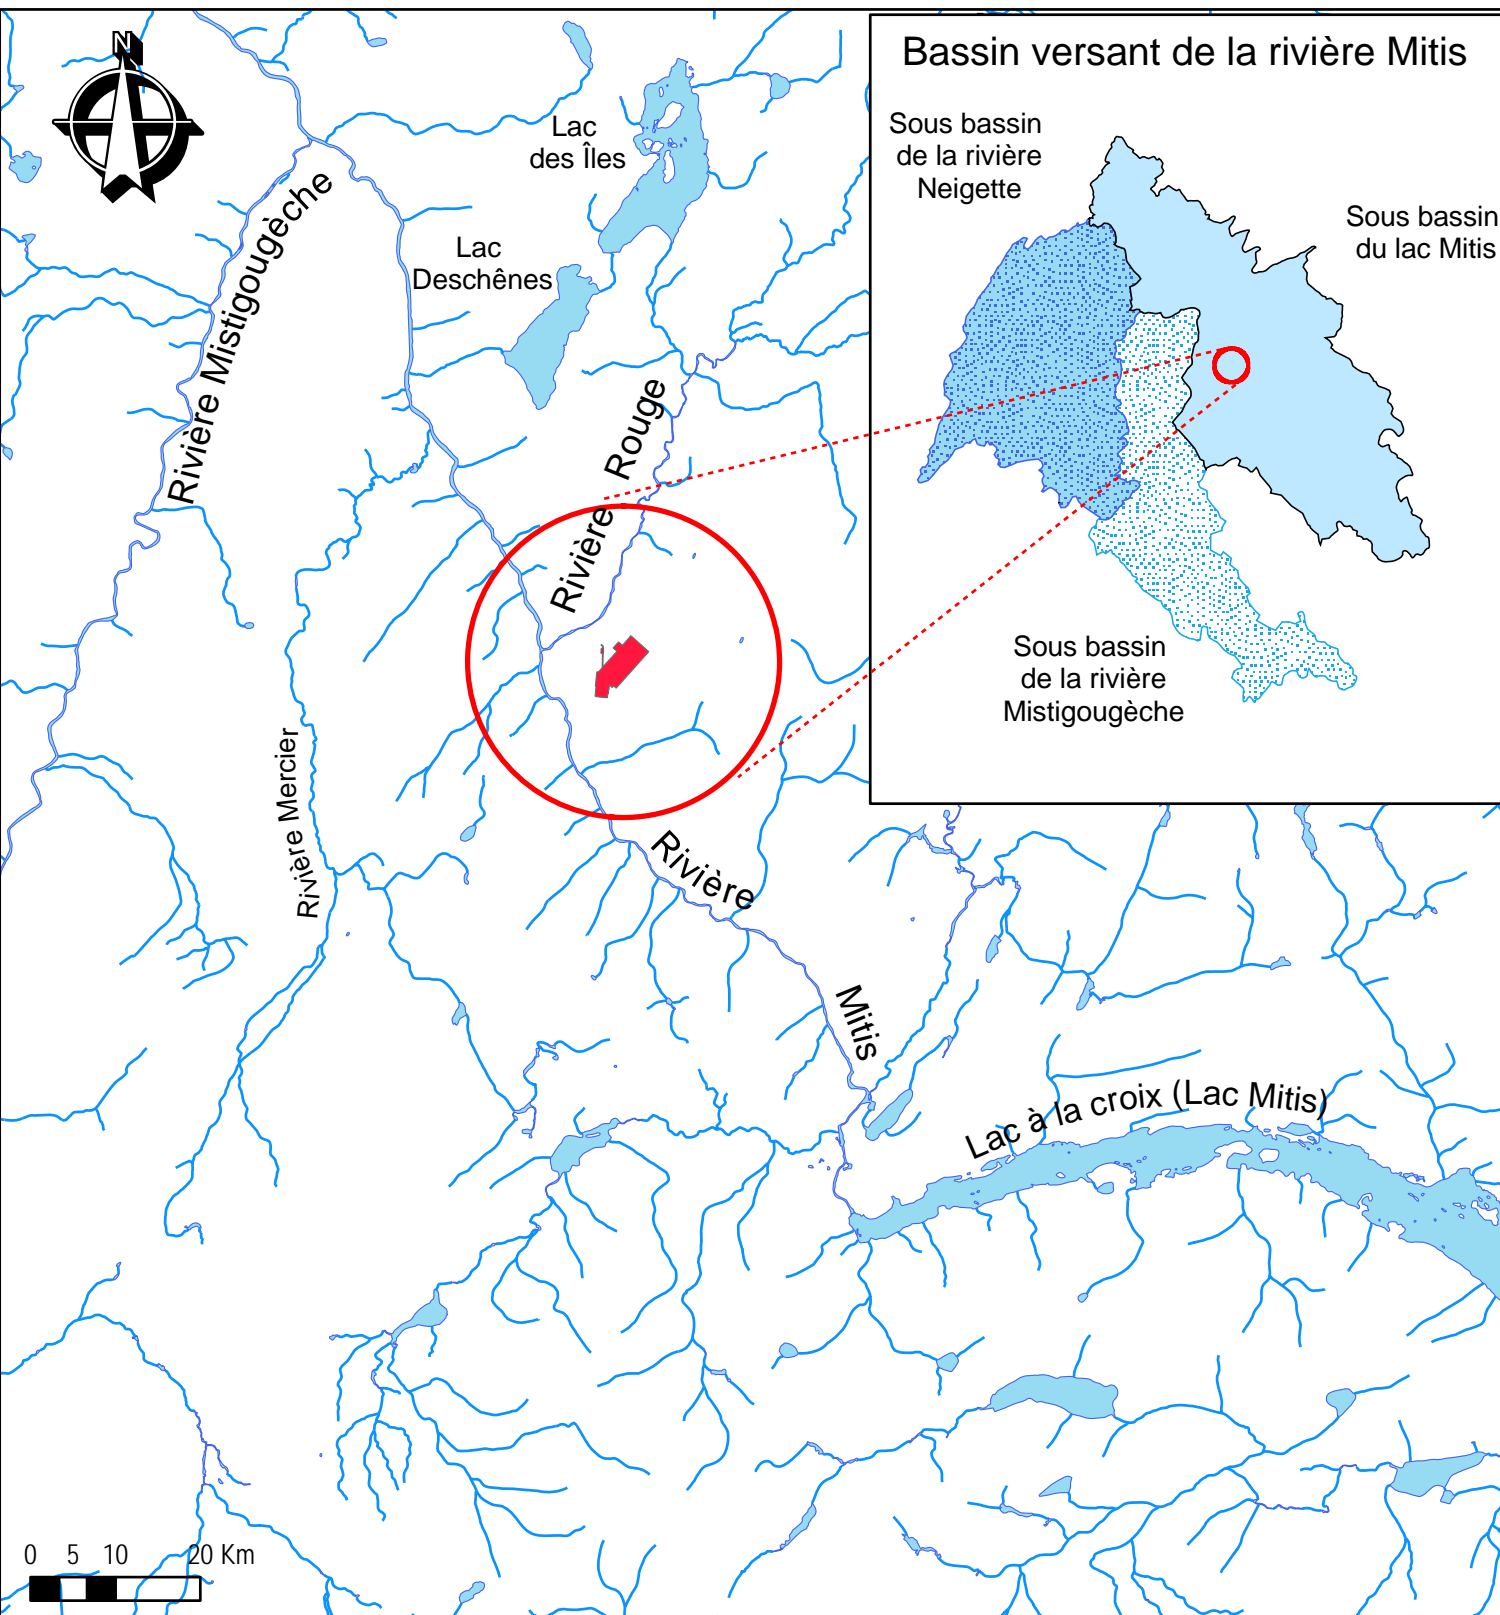 N
Bassin versant de la rivière Mitis
Sous bassin
de la rivière
Neigette
Sous bassin
du lac Mitis
Sous bassin
de la rivière
Mistigougèche
Lac
des Îles
Lac
Deschênes
Rivière Mistigougèche
Rivière Rouge
Rivière Mercier
Rivière Mitis
Lac à la croix (Lac Mitis)
0 5 10 20 Km